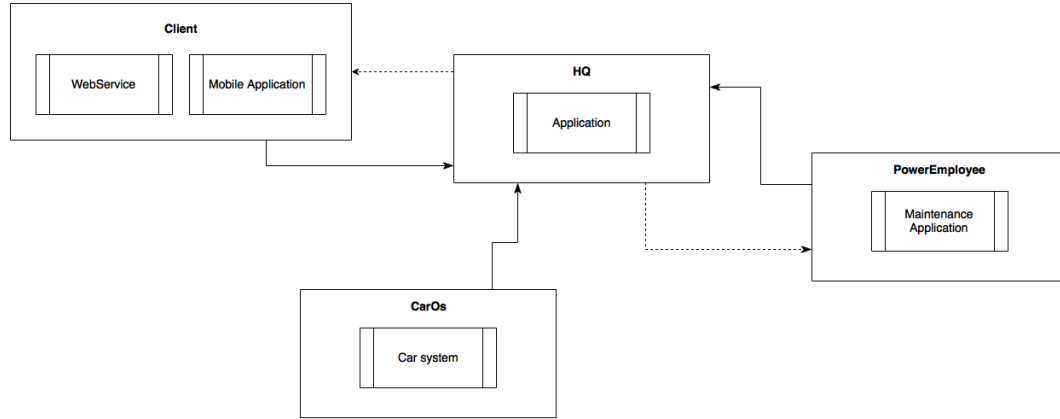 Client
WebService
Mobile Application
HQ
Application
PowerEmployee
Maintenance
Application
CarOs
Car system